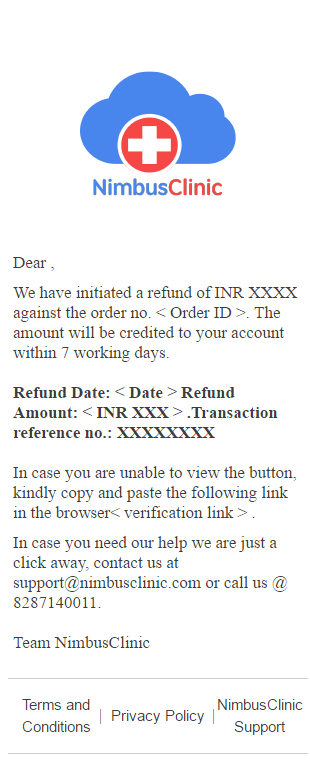 NimbusClinic
Dear ,
We have initiated a refund of INR XXXX
against the order no. < Order ID >. The
amount will be credited to your account
within 7 working days.
Refund Date: < Date > Refund
Amount: < INR XXX > .Transaction
reference no.: XXXXXXXX
In case you are unable to view the button,
kindly copy and paste the following link
in the browser< verification link > .
In case you need our help we are just a
click away, contact us at
support@nimbusclinic.com or call us @
8287140011.
Team NimbusClinic
Terms and
Conditions
| Privacy Policy |
NimbusClinic
Support